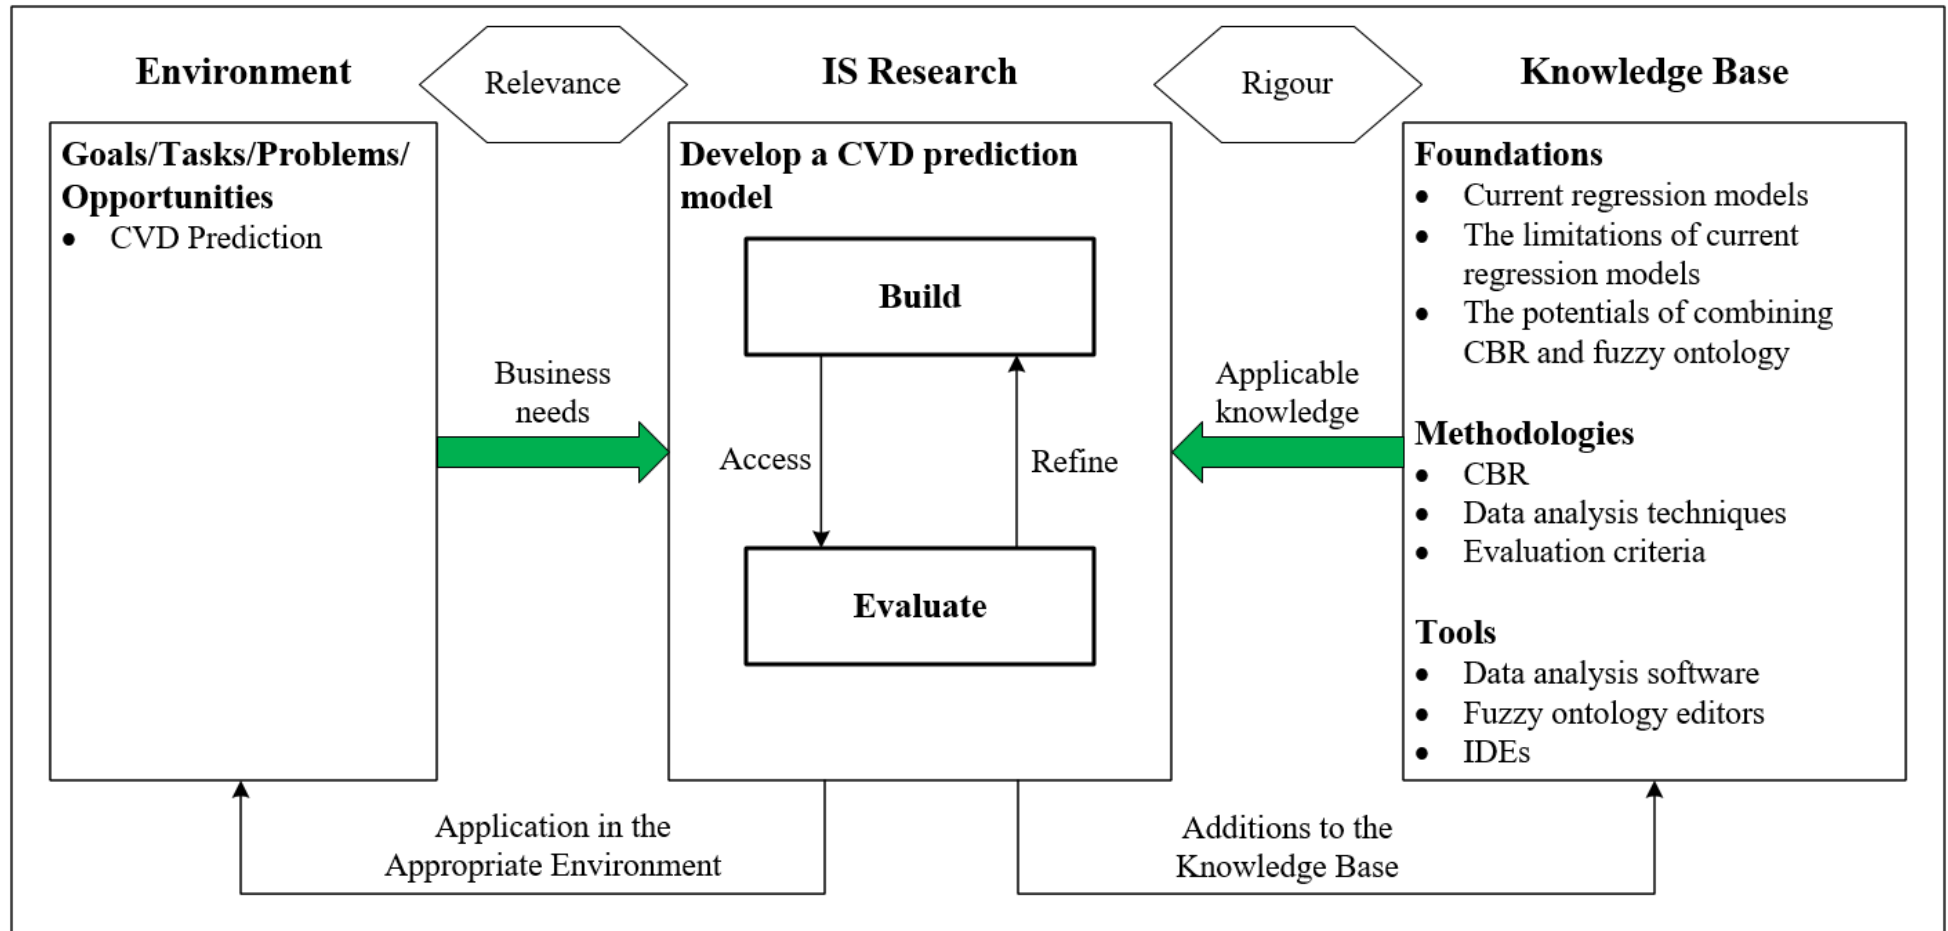 Environment
Relevance
IS Research
Rigour
Knowledge Base
Goals/Tasks/Problems/
Opportunities
• CVD Prediction
Business
needs
Develop a CVD prediction
model
Build
Access
Refine
Evaluate
Applicable
knowledge
Foundations
• Current regression models
• The limitations of current
regression models
• The potentials of combining
CBR and fuzzy ontology
Methodologies
• CBR
• Data analysis techniques
• Evaluation criteria
Tools
• Data analysis software
• Fuzzy ontology editors
• IDEs
Application in the
Appropriate Environment
Additions to the
Knowledge Base